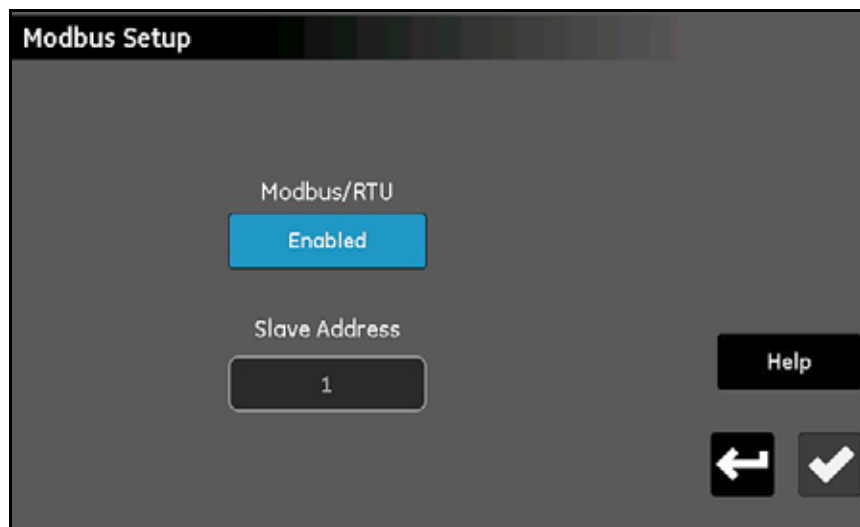 Modbus Setup
Modbus/RTU
Enabled
Slave Address
1
Help